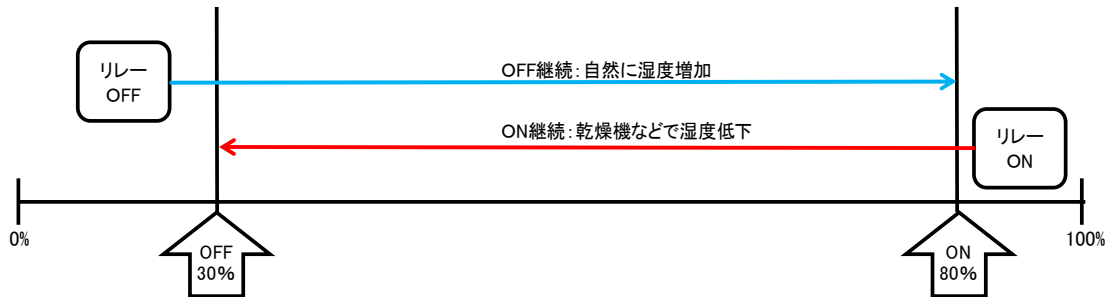 リレー
OFF
OFF継続：自然に湿度増加
ON継続：乾燥機などで湿度低下
リレー
ON
0%
100%
OFF
30%
ON
80%